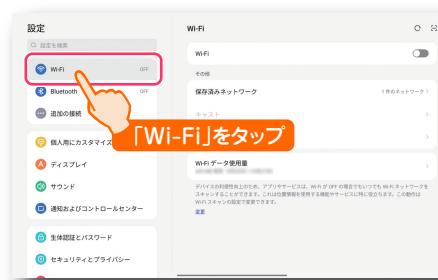 設定
設定を検索
Wi-Fi
OFF
Bluetooth
OFF
追加の接続
個人用にカスタマイズ
ディスプレイ
サウンド
通知およびコントロールセンター
生体認証とパスワード
セキュリティとプライバシー
「Wi-Fi」をタップ
Wi-Fi
Wi-Fi
その他
保存済みネットワーク
1 件のネットワーク
キャスト
Wi-Fi データ使用量
デバイスの利便性向上のため、アプリやサービスは、Wi-Fi が OFF の場合でもいつでも Wi-Fi ネットワークを
スキャンすることができます。これは位置情報を使用する機能やサービスに特に役立ちます。この動作は
Wi-Fi スキャンの設定で変更できます。
変更